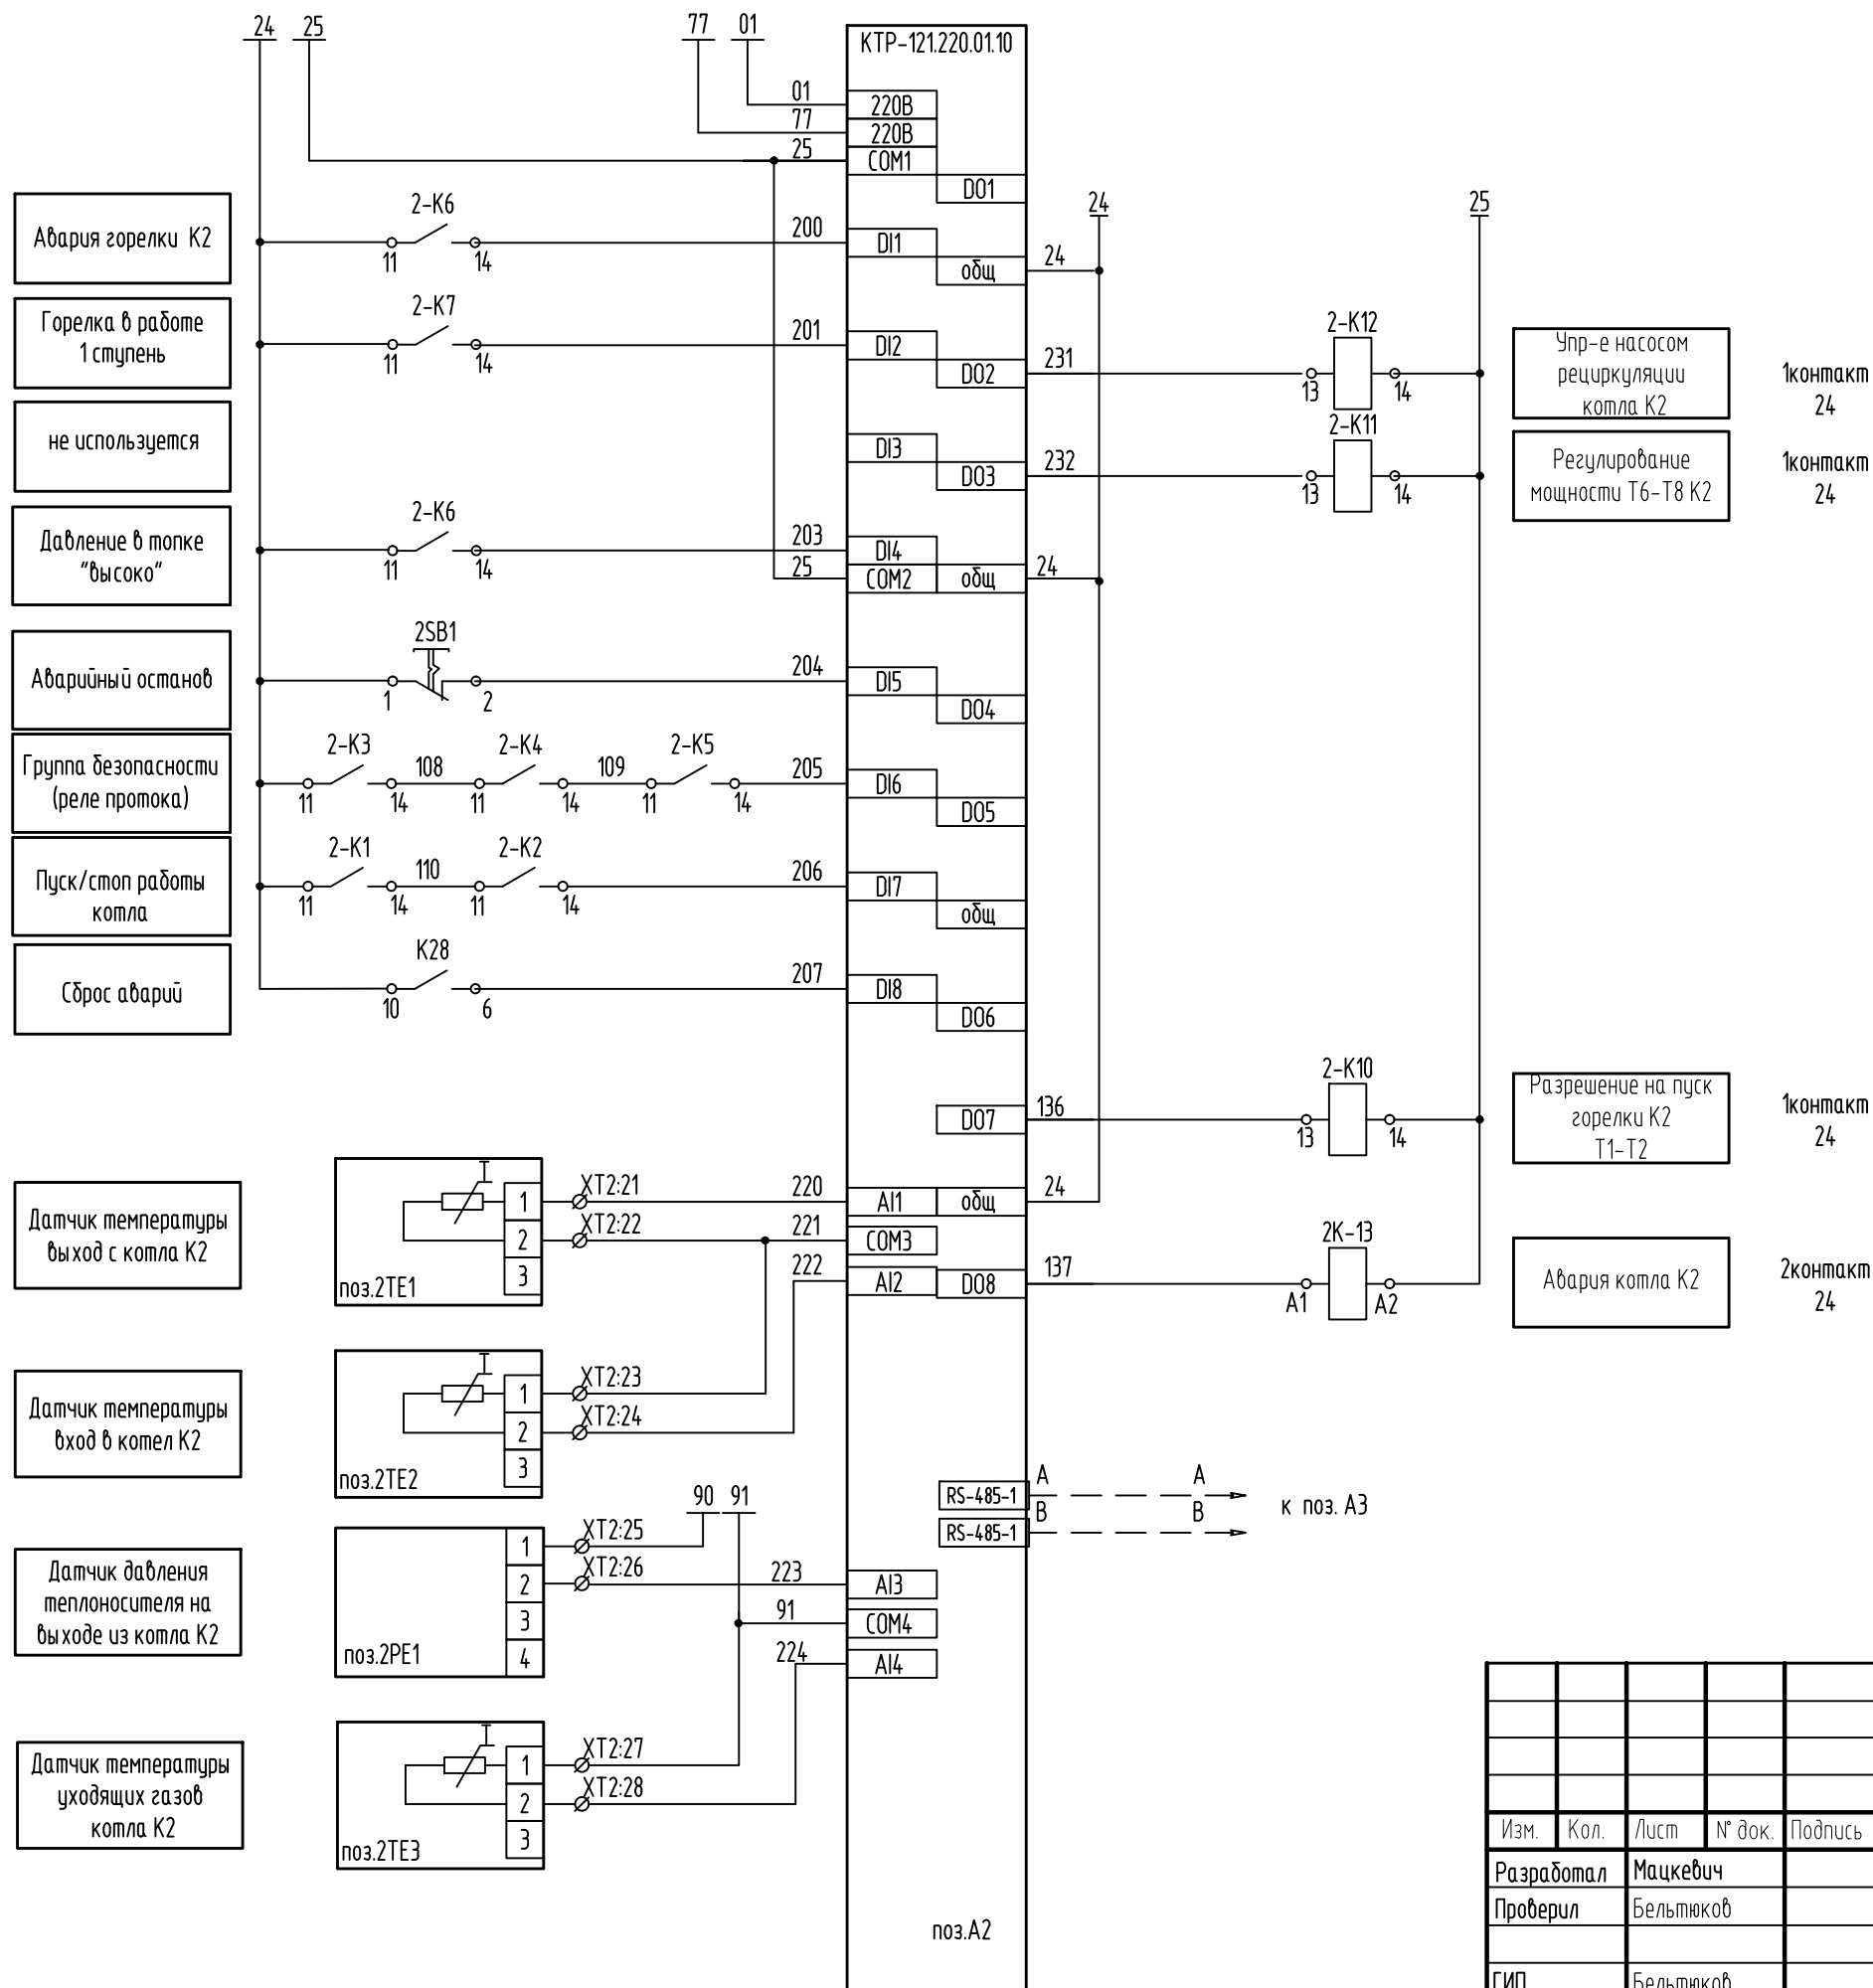 24 25 77 01
КТР-121.220.01.10
01 220В
77 220В
25 COM1
DO1
24 25
Авария горелки К2
2-К6
11 14
200 DI1
общ 24
Горелка в работе
1 ступень
2-К7
11 14
201 DI2
DO2 231
2-К12
13 14
Упр-е насосом
рециркуляции
котла К2
1контакт
24
не используется
DI3
DO3 232
2-К11
13 14
Регулирование
мощности Т6-Т8 К2
1контакт
24
Давление в топке
"высоко"
2-К6
11 14
203 DI4
25 COM2 общ 24
Аварийный останов
2SB1
1 2
204 DI5
DO4
Группа безопасности
(реле протока)
2-К3 108 2-К4 109 2-К5
11 14 11 14 11 14
205 DI6
DO5
Пуск/стоп работы
котла
2-К1 110 2-К2
11 14 11 14
206 DI7
общ
Сброс аварий
К28
10 6
207 DI8
DO6
DO7 136
2-К10
13 14
Разрешение на пуск
горелки К2
Т1-Т2
1контакт
24
Датчик температуры
выход с котла К2
поз.2ТЕ1
1
2
3
ХТ2:21
ХТ2:22
220 AI1 общ 24
221 COM3
222 AI2 DO8 137
2К-13
А1 А2
Авария котла К2
2контакт
24
Датчик температуры
вход в котел К2
поз.2ТЕ2
1
2
3
ХТ2:23
ХТ2:24
RS-485-1 A A
RS-485-1 B B
к поз. А3
90 91
Датчик давления
теплоносителя на
выходе из котла К2
поз.2РЕ1
1
2
3
4
ХТ2:25
ХТ2:26
223 AI3
91 COM4
224 AI4
Датчик температуры
уходящих газов
котла К2
поз.2ТЕ3
1
2
3
ХТ2:27
ХТ2:28
поз.А2
Изм. Кол. Лист № док. Подпись
Разработал Мацкевич
Проверил Бельтюков
ГИП Бельтюков